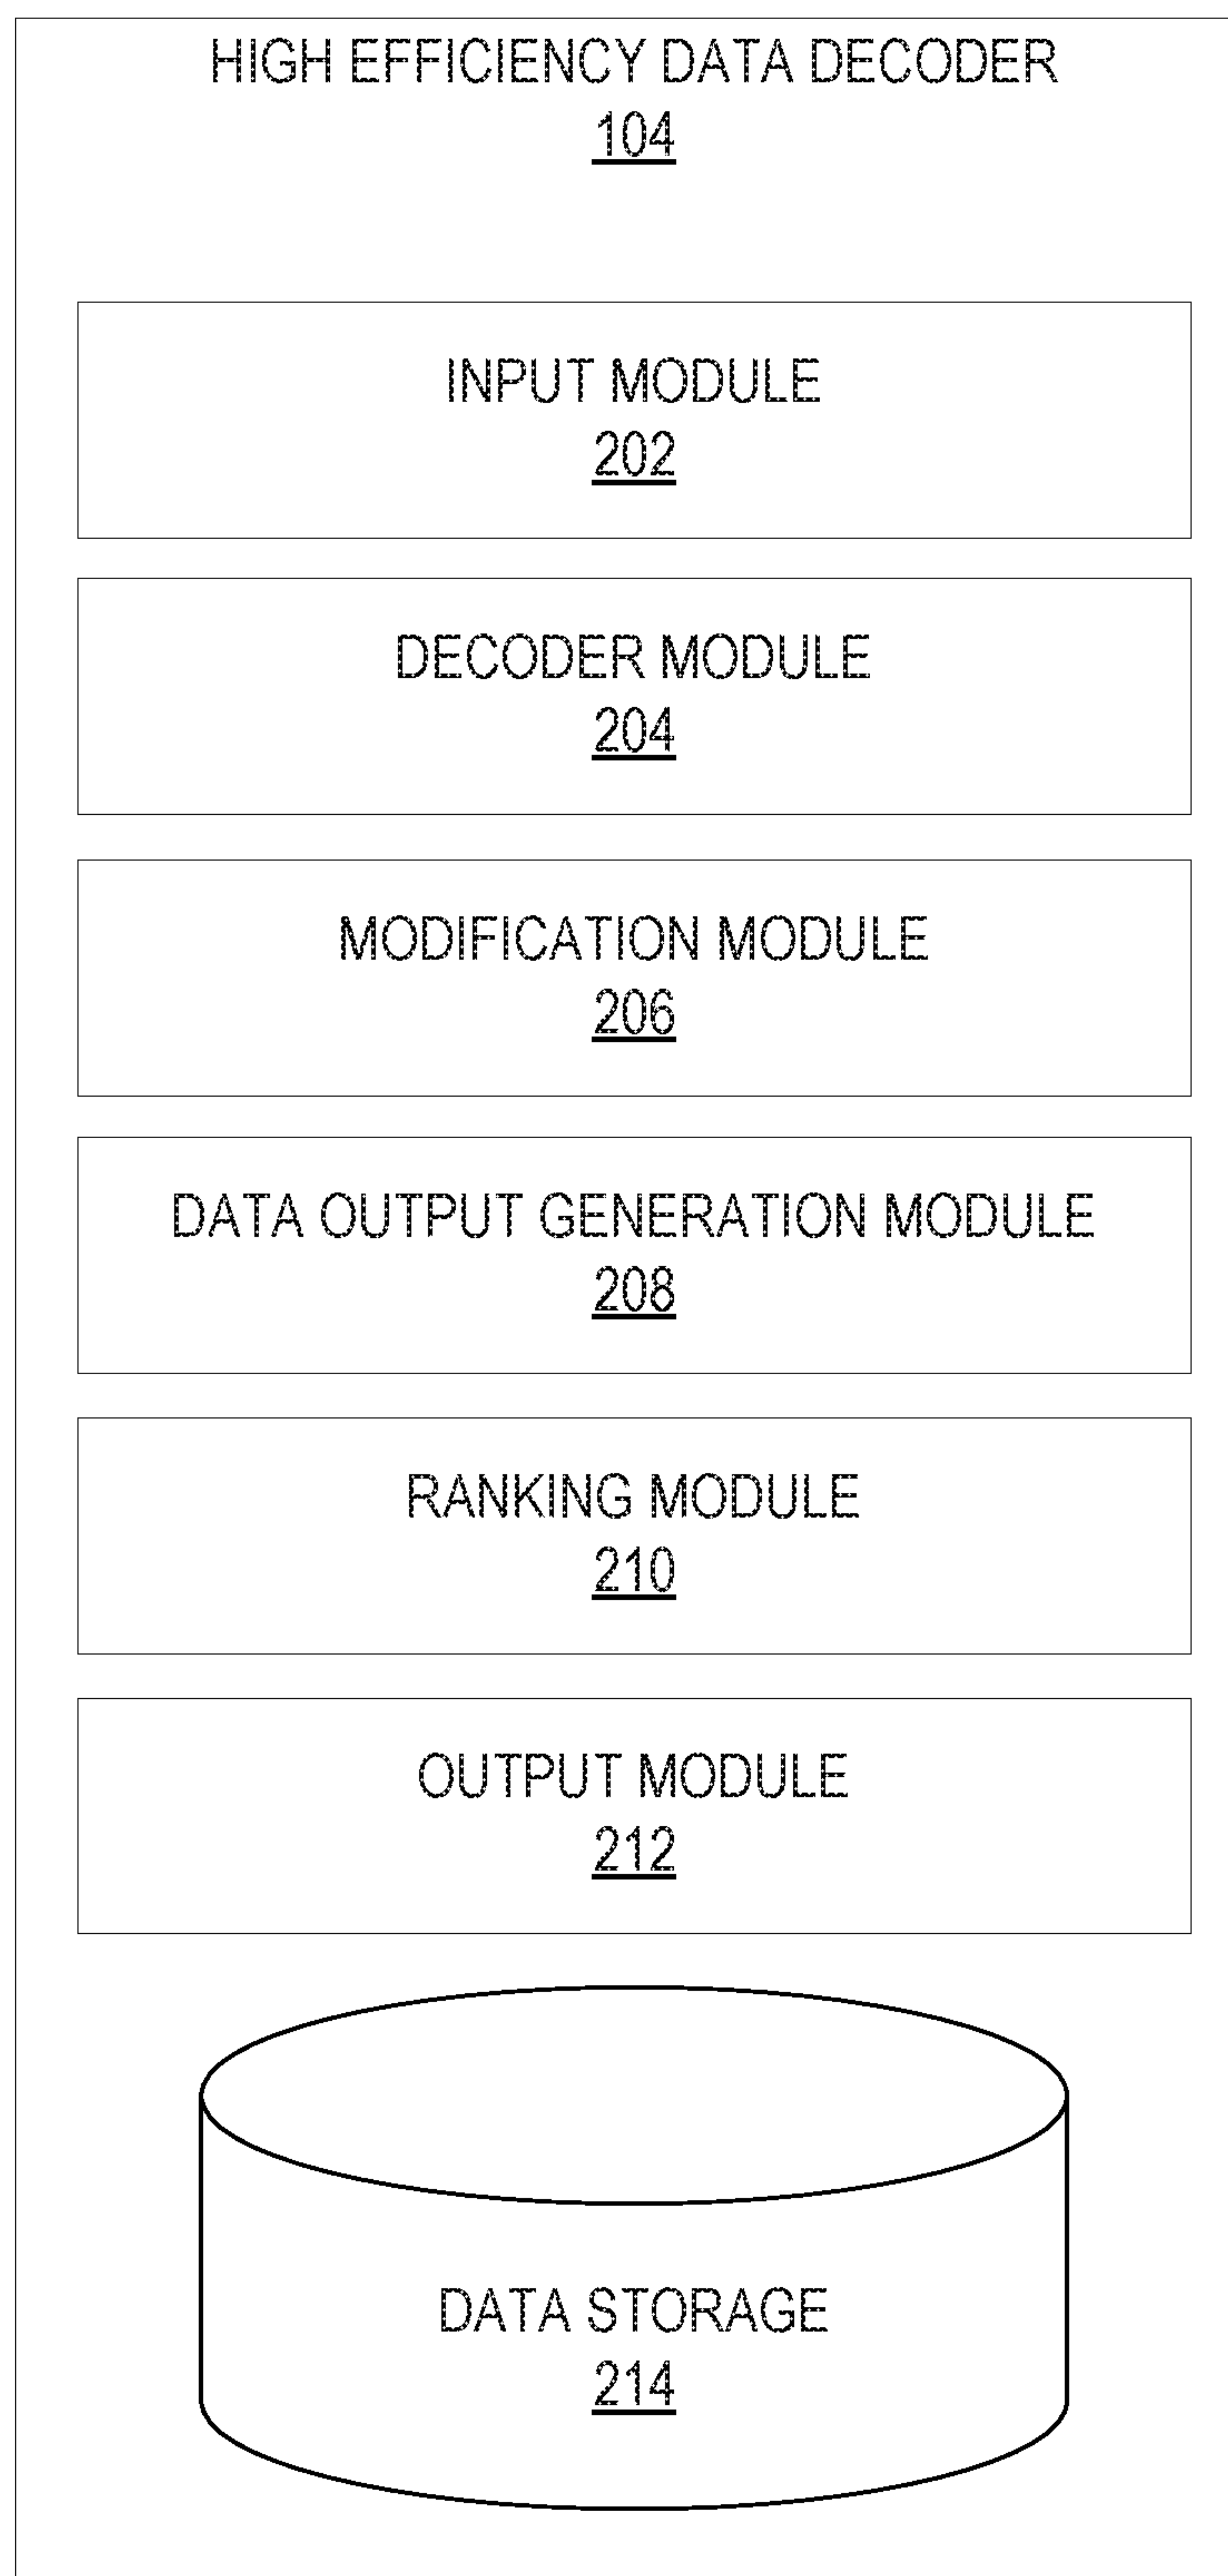 HIGH EFFICIENCY DATA DECODER
104
INPUT MODULE
202
DECODER MODULE
204
MODIFICATION MODULE
206
DATA OUTPUT GENERATION MODULE
208
RANKING MODULE
210
OUTPUT MODULE
212
DATA STORAGE
214